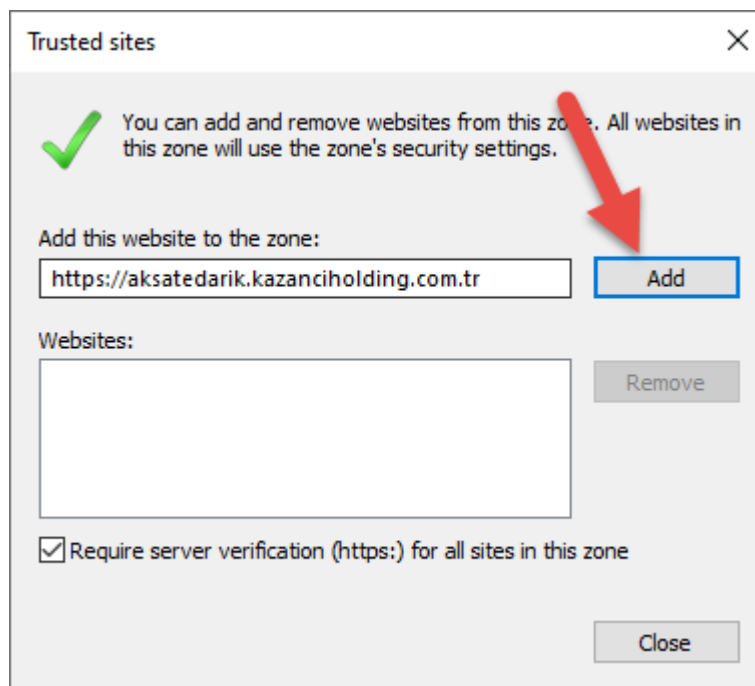 Trusted sites
You can add and remove websites from this zone. All websites in
this zone will use the zone's security settings.
Add this website to the zone:
https://aksatedarik.kazanciholding.com.tr
Add
Websites:
Remove
Require server verification (https:) for all sites in this zone
Close